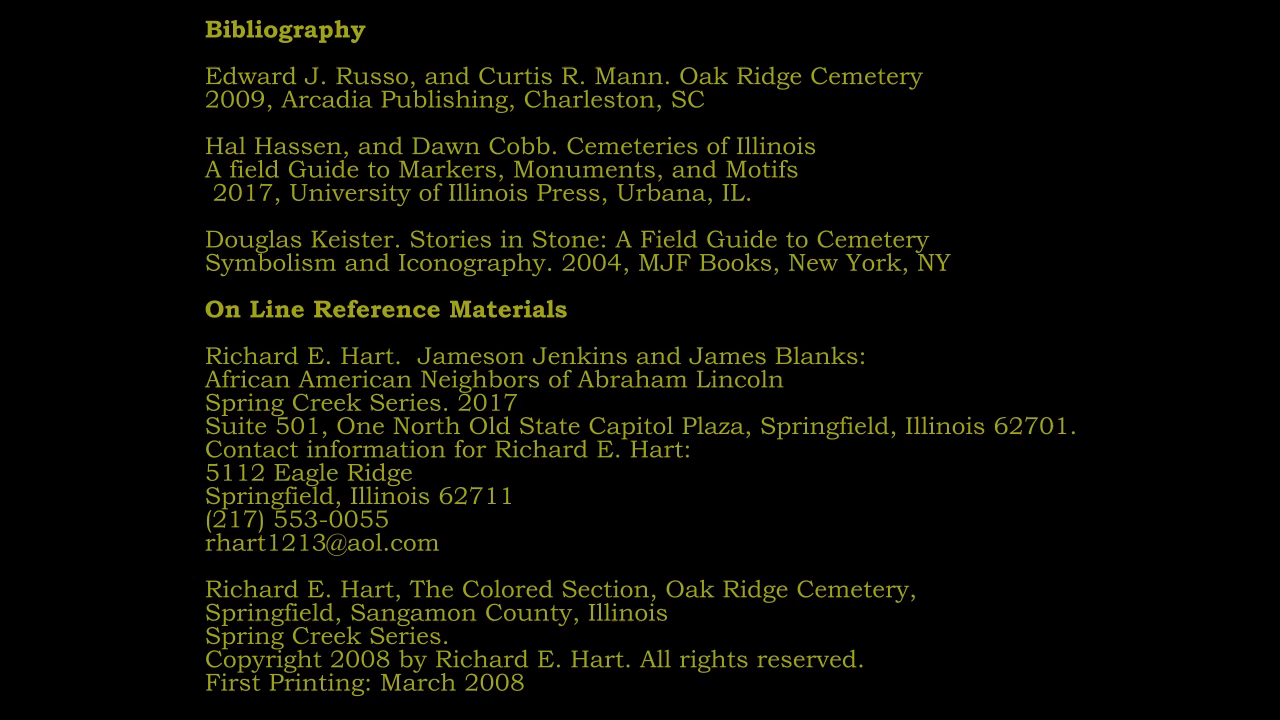 Bibliography
Edward J. Russo, and Curtis R. Mann. Oak Ridge Cemetery
2009, Arcadia Publishing, Charleston, SC
Hal Hassen, and Dawn Cobb. Cemeteries of Illinois
A field Guide to Markers, Monuments, and Motifs
2017, University of Illinois Press, Urbana, IL.
Douglas Keister. Stories in Stone: A Field Guide to Cemetery
Symbolism and Iconography. 2004, MJF Books, New York, NY
On Line Reference Materials
Richard E. Hart.  Jameson Jenkins and James Blanks:
African American Neighbors of Abraham Lincoln
Spring Creek Series. 2017
Suite 501, One North Old State Capitol Plaza, Springfield, Illinois 62701.
Contact information for Richard E. Hart:
5112 Eagle Ridge
Springfield, Illinois 62711
(217) 553-0055
rhart1213@aol.com
Richard E. Hart, The Colored Section, Oak Ridge Cemetery,
Springfield, Sangamon County, Illinois
Spring Creek Series.
Copyright 2008 by Richard E. Hart. All rights reserved.
First Printing: March 2008